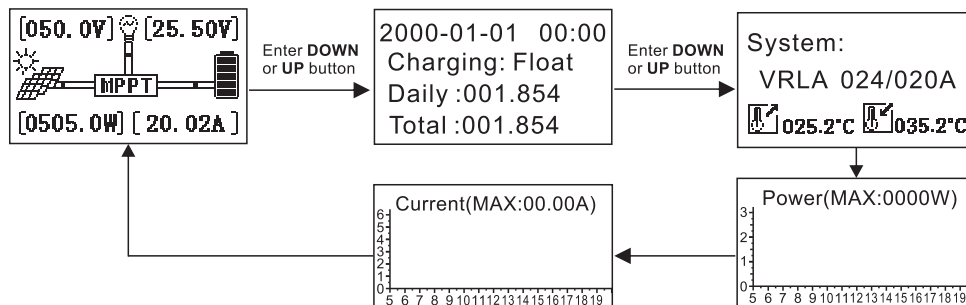 [050. 0V] [25. 50V]
MPPT
[0505. 0W] [ 20. 02A ]
Enter DOWN
or UP button
2000-01-01 00:00
Charging: Float
Daily :001.854
Total :001.854
Enter DOWN
or UP button
System:
VRLA 024/020A
025.2°C 035.2°C
Power(MAX:0000W)
3
2
1
0
5 6 7 8 9 10 11 12 13 14 15 16 17 18 19
Current(MAX:00.00A)
6
5
4
3
2
1
0
5 6 7 8 9 10 11 12 13 14 15 16 17 18 19